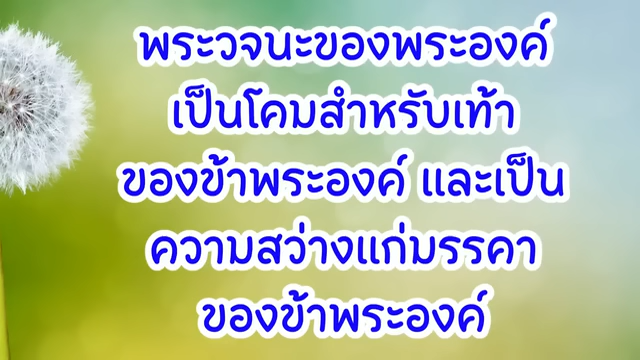 พระวจนะของพระองค์
เป็นโคมสำหรับเท้า
ของข้าพระองค์ และเป็น
ความสว่างแก่มรรคา
ของข้าพระองค์